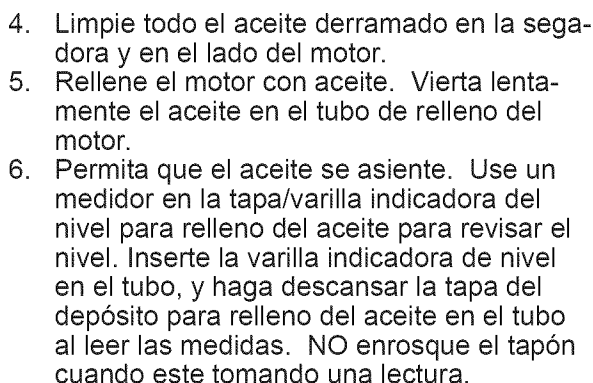 4. Limpie todo el aceite derramado en la sega-
dora y en el lado del motor.
5. Rellene el motor con aceite. Vierta lenta-
mente el aceite en el tubo de relleno del
motor.
6. Permita que el aceite se asiente. Use un
medidor en la tapa/varilla indicadora del
nivel para relleno del aceite para revisar el
nivel. Inserte la varilla indicadora de nivel
en el tubo, y haga descansar la tapa del
depósito para relleno del aceite en el tubo
al leer las medidas. NO enrosque el tapón
cuando este tomando una lectura.